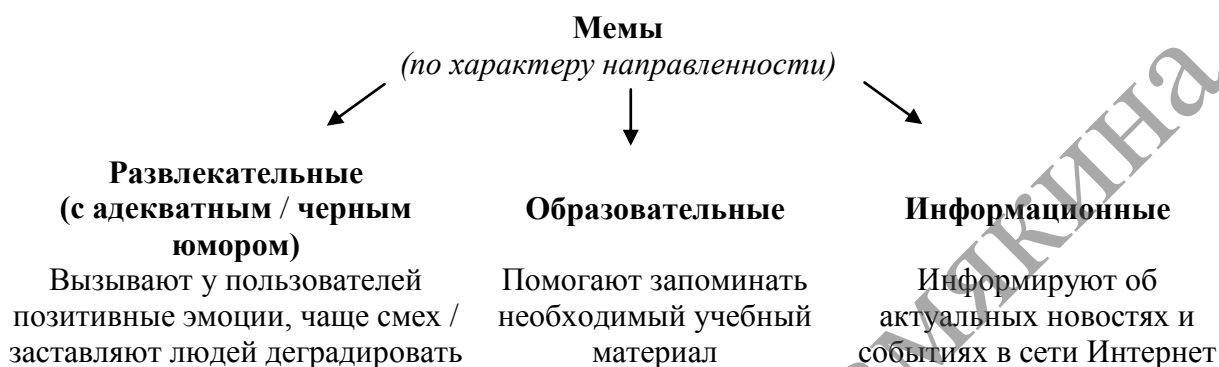 Мемы
(по характеру направленности)
Развлекательные
(с адекватным / черным
юмором)
Вызывают у пользователей
позитивные эмоции, чаще смех /
заставляют людей деградировать
Образовательные
Помогают запоминать
необходимый учебный
материал
Информационные
Информируют об
актуальных новостях и
событиях в сети Интернет